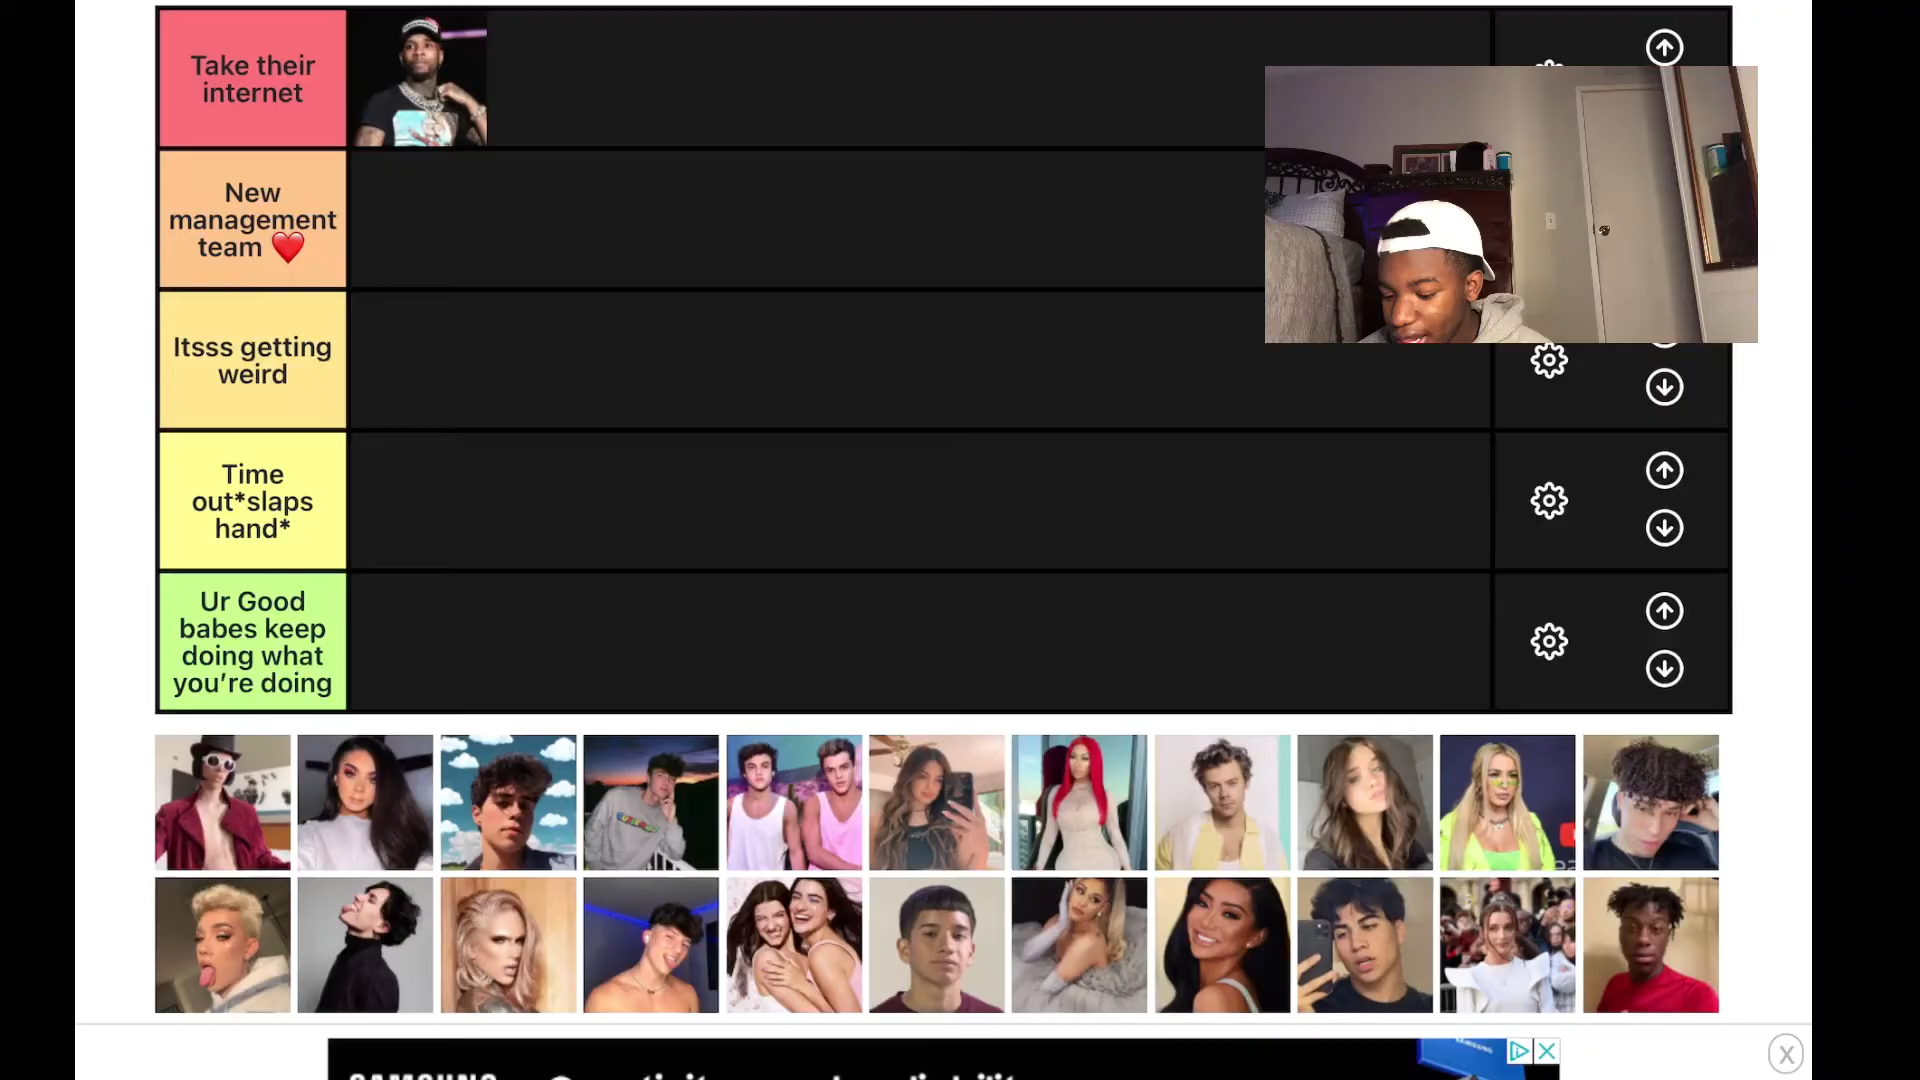 Take their
internet
New
management
team ❤️
Itsss getting
weird
Time
out*slaps
hand*
Ur Good
babes keep
doing what
you’re doing
SAMSUNG
X